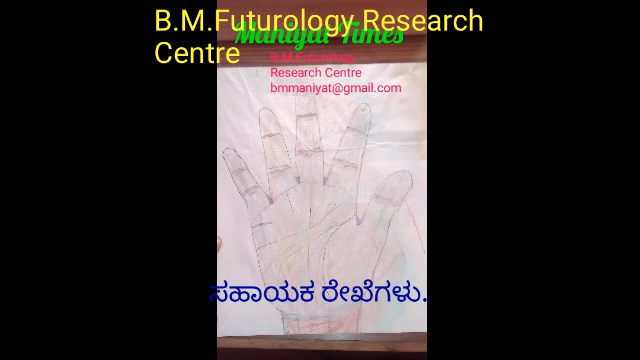 B.M.Futurology Research
Centre
Maniyat Times
B.M.Futurology
Research Centre
bmmaniyat@gmail.com
ಸಹಾಯಕ ರೇಖೆಗಳು.